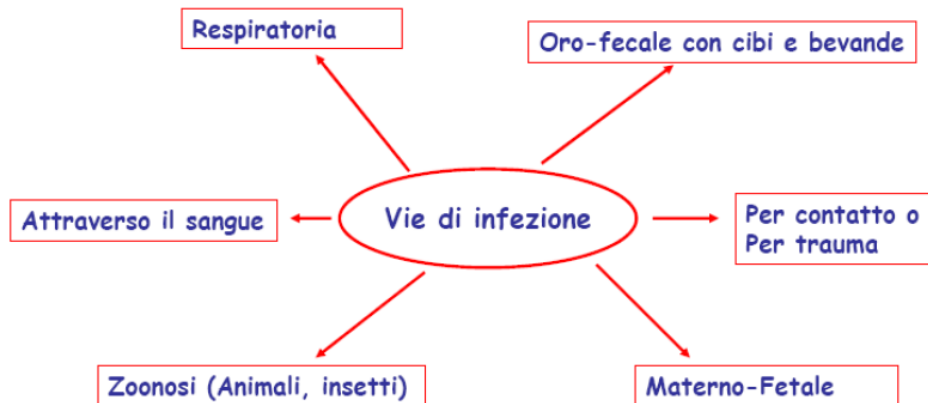 Respiratoria
Oro-fecale con cibi e bevande
Attraverso il sangue
Vie di infezione
Per contatto o
Per trauma
Zoonosi (Animali, insetti)
Materno-Fetale